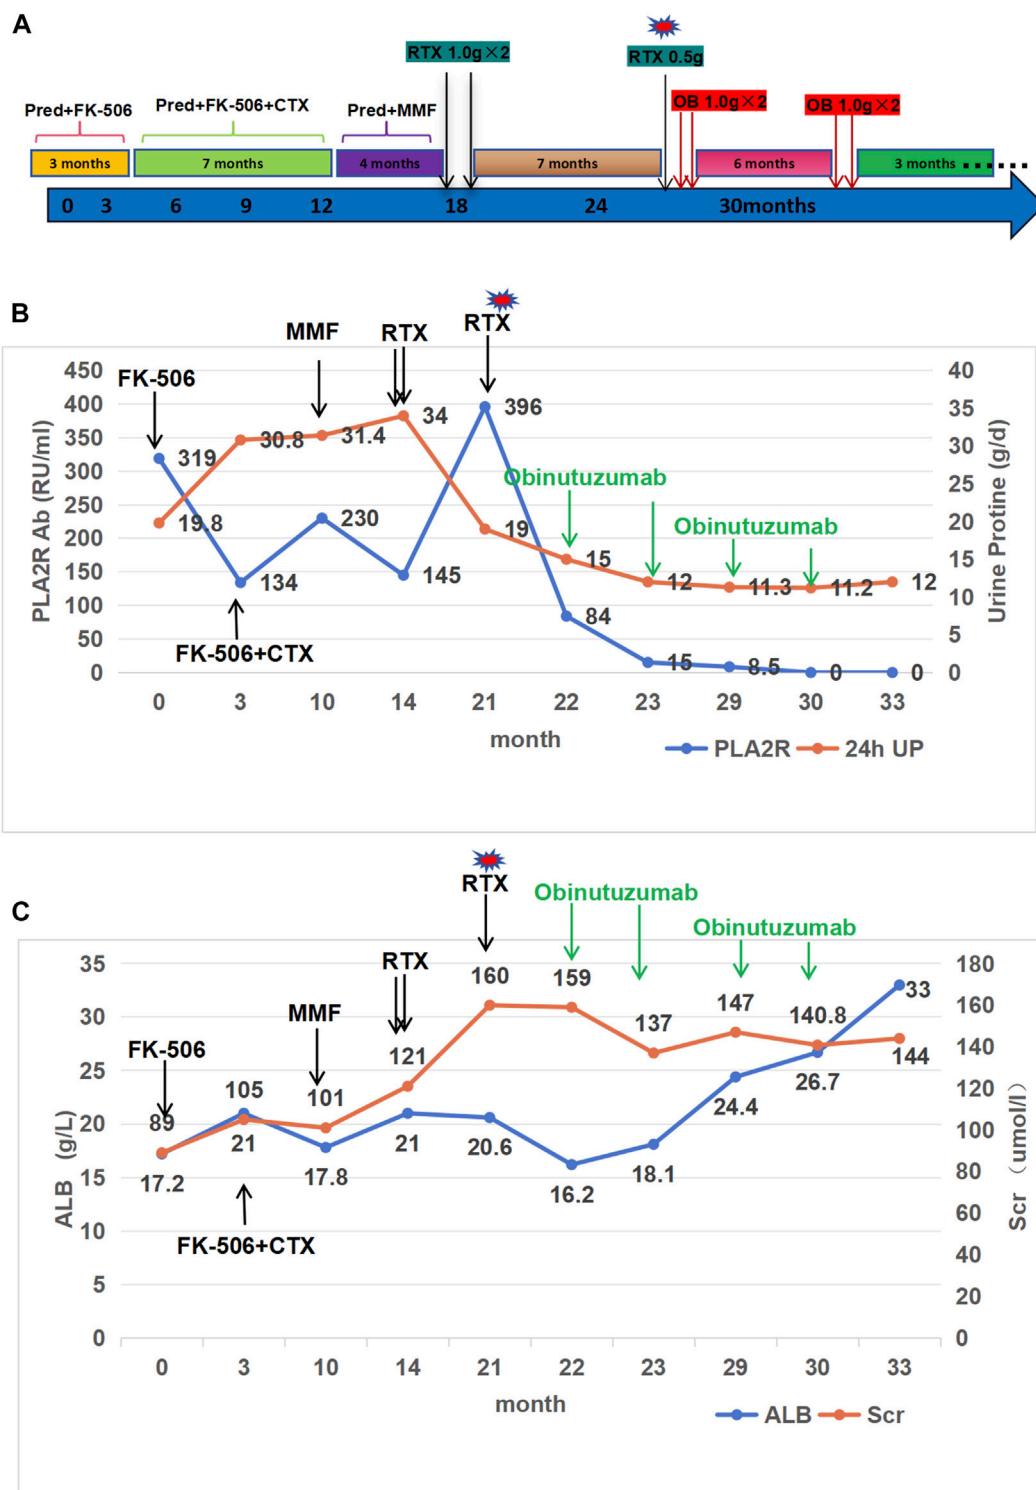 A
RTX 1.0g×2
RTX 0.5g
OB 1.0g×2
OB 1.0g×2
Pred+FK-506
Pred+FK-506+CTX
Pred+MMF
3 months
7 months
4 months
7 months
6 months
3 months ......
0 3 6 9 12 18 24 30months
B
RTX
MMF
RTX
FK-506
450
400
350
300
250
200
150
100
50
0
PLA2R Ab (RU/ml)
40
35
30
25
20
15
10
5
0
Urine Protine (g/d)
319
134
230
145
396
84
15
8.5
0
0
19.8
30.8
31.4
34
19
15
12
11.3
11.2
12
Obinutuzumab
Obinutuzumab
FK-506+CTX
0 3 10 14 21 22 23 29 30 33
month
PLA2R 24h UP
C
RTX
Obinutuzumab
Obinutuzumab
RTX
MMF
FK-506
35
30
25
20
15
10
5
0
ALB (g/L)
180
160
140
120
100
80
60
40
20
0
Scr （umol/l）
89
105
101
121
160
159
137
147
140.8
144
17.2
21
17.8
21
20.6
16.2
18.1
24.4
26.7
33
FK-506+CTX
0 3 10 14 21 22 23 29 30 33
month
ALB Scr